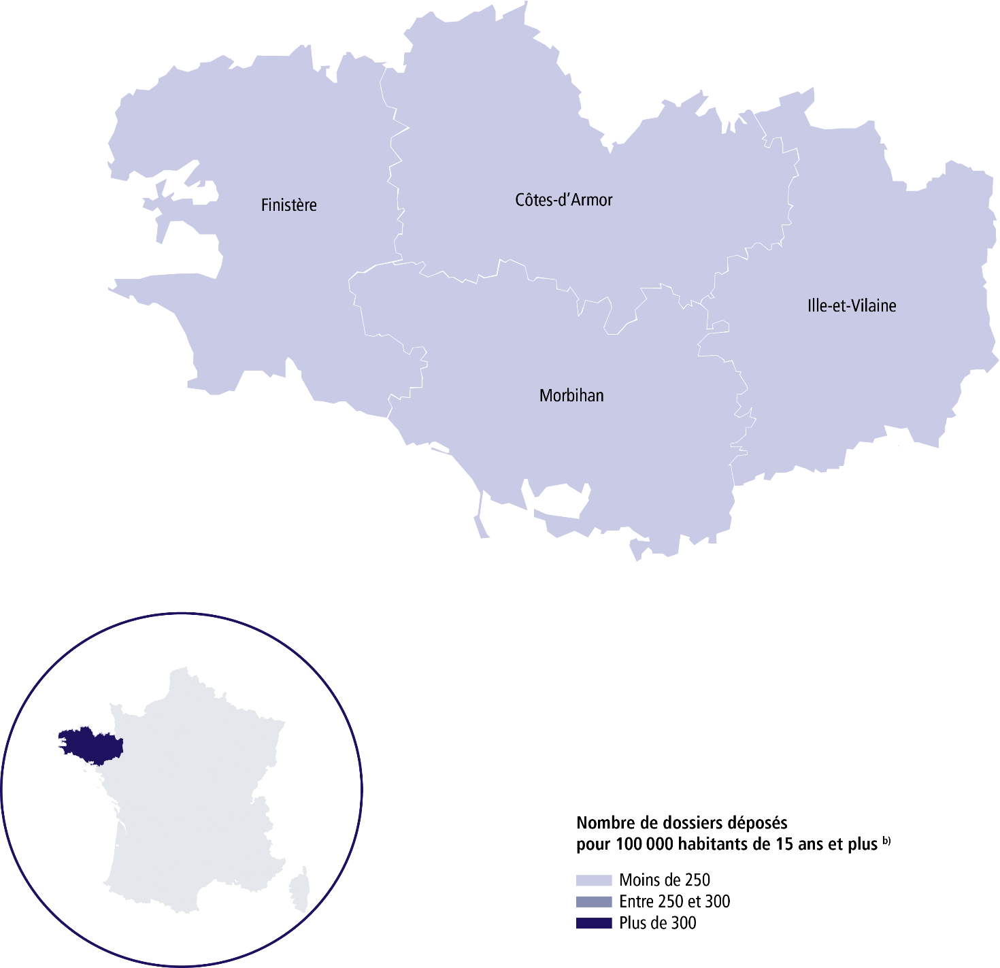 Côtes-d’Armor
Finistère
Ille-et-Vilaine
Morbihan
Nombre de dossiers déposés
pour 100 000 habitants de 15 ans et plus b)
Moins de 250
Entre 250 et 300
Plus de 300